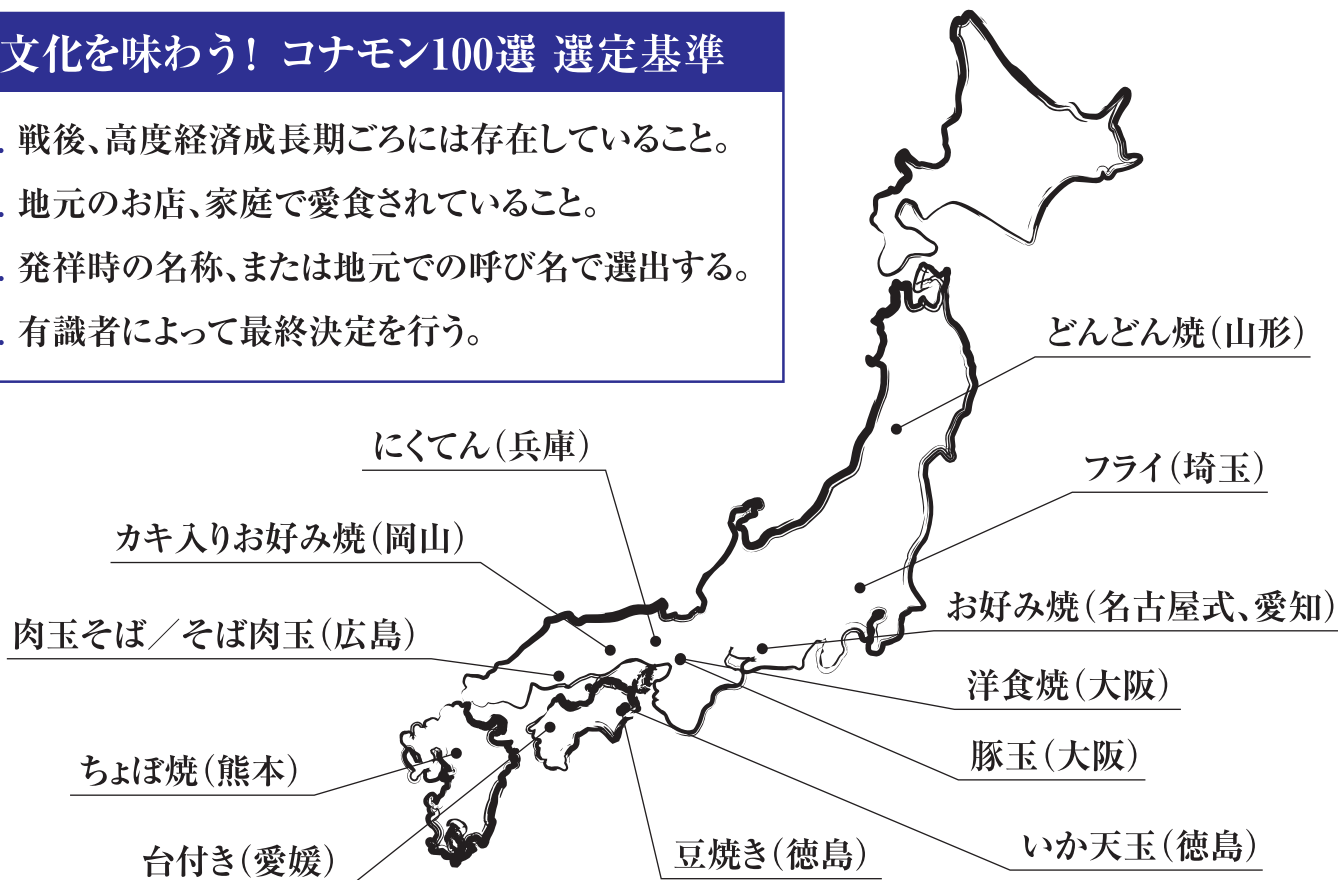 文化を味わう! コナモン100選 選定基準
. 戦後、高度経済成長期ごろには存在していること。
. 地元のお店、家庭で愛食されていること。
. 発祥時の名称、または地元での呼び名で選出する。
. 有識者によって最終決定を行う。
どんどん焼(山形)
にくてん(兵庫)
フライ(埼玉)
カキ入りお好み焼(岡山)
お好み焼(名古屋式、愛知)
肉玉そば／そば肉玉(広島)
洋食焼(大阪)
豚玉(大阪)
ちょぼ焼(熊本)
いか天玉(徳島)
豆焼き(徳島)
台付き(愛媛)